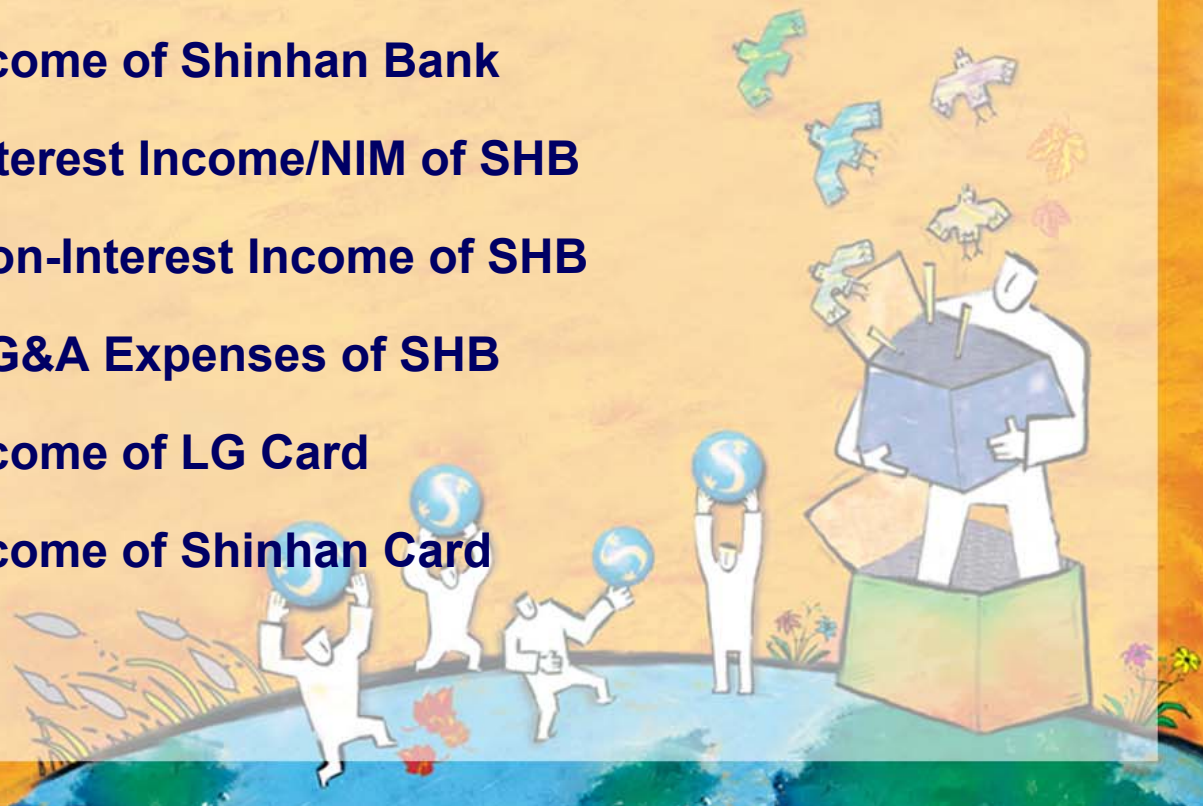 come of Shinhan Bank
terest Income/NIM of SHB
on-Interest Income of SHB
G&A Expenses of SHB
come of LG Card
come of Shinhan Card